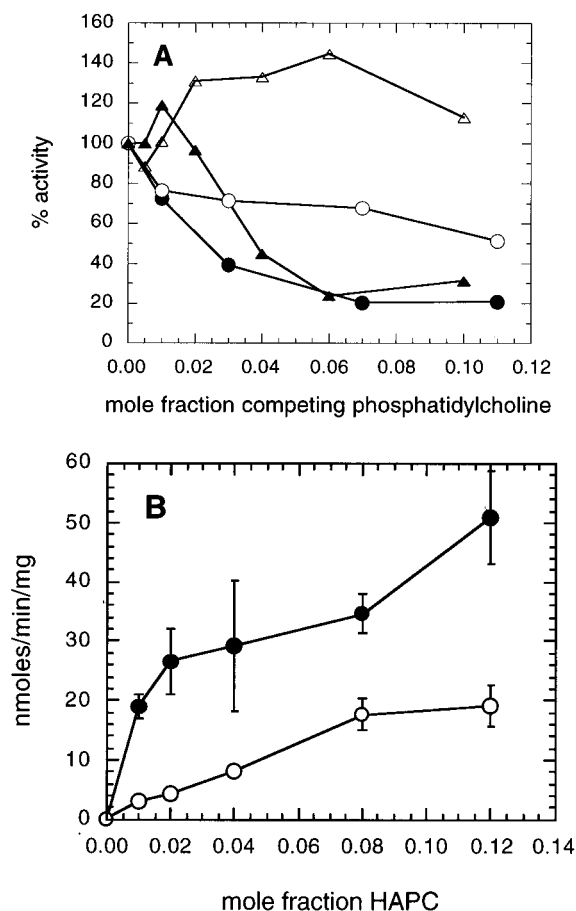 A
160
140
120
100
80
60
40
20
0
% activity
0.00 0.02 0.04 0.06 0.08 0.10 0.12
mole fraction competing phosphatidylcholine
B
60
50
40
30
20
10
0
nmoles/min/mg
0.00 0.02 0.04 0.06 0.08 0.10 0.12 0.14
mole fraction HAPC